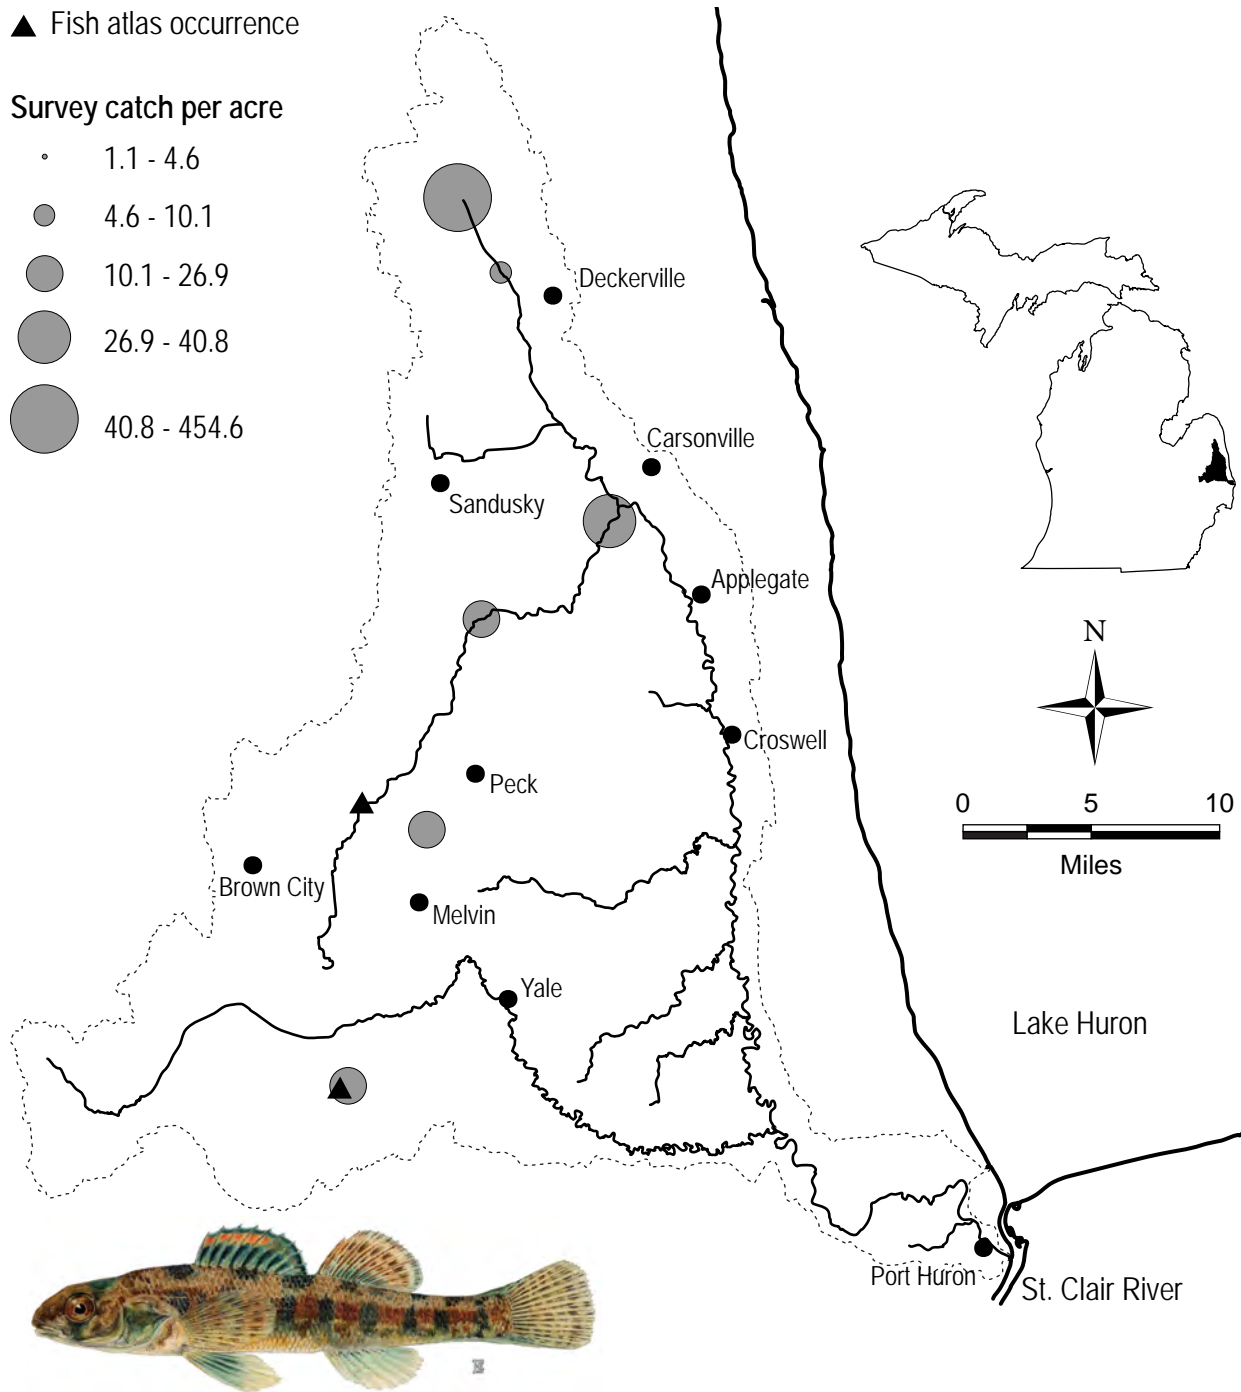 Fish atlas occurrence
Survey catch per acre
1.1 - 4.6
4.6 - 10.1
10.1 - 26.9
26.9 - 40.8
40.8 - 454.6
Deckerville
Carsonville
Sandusky
Applegate
Croswell
Peck
Brown City
Melvin
Yale
Port Huron
St. Clair River
Lake Huron
N
0 5 10
Miles